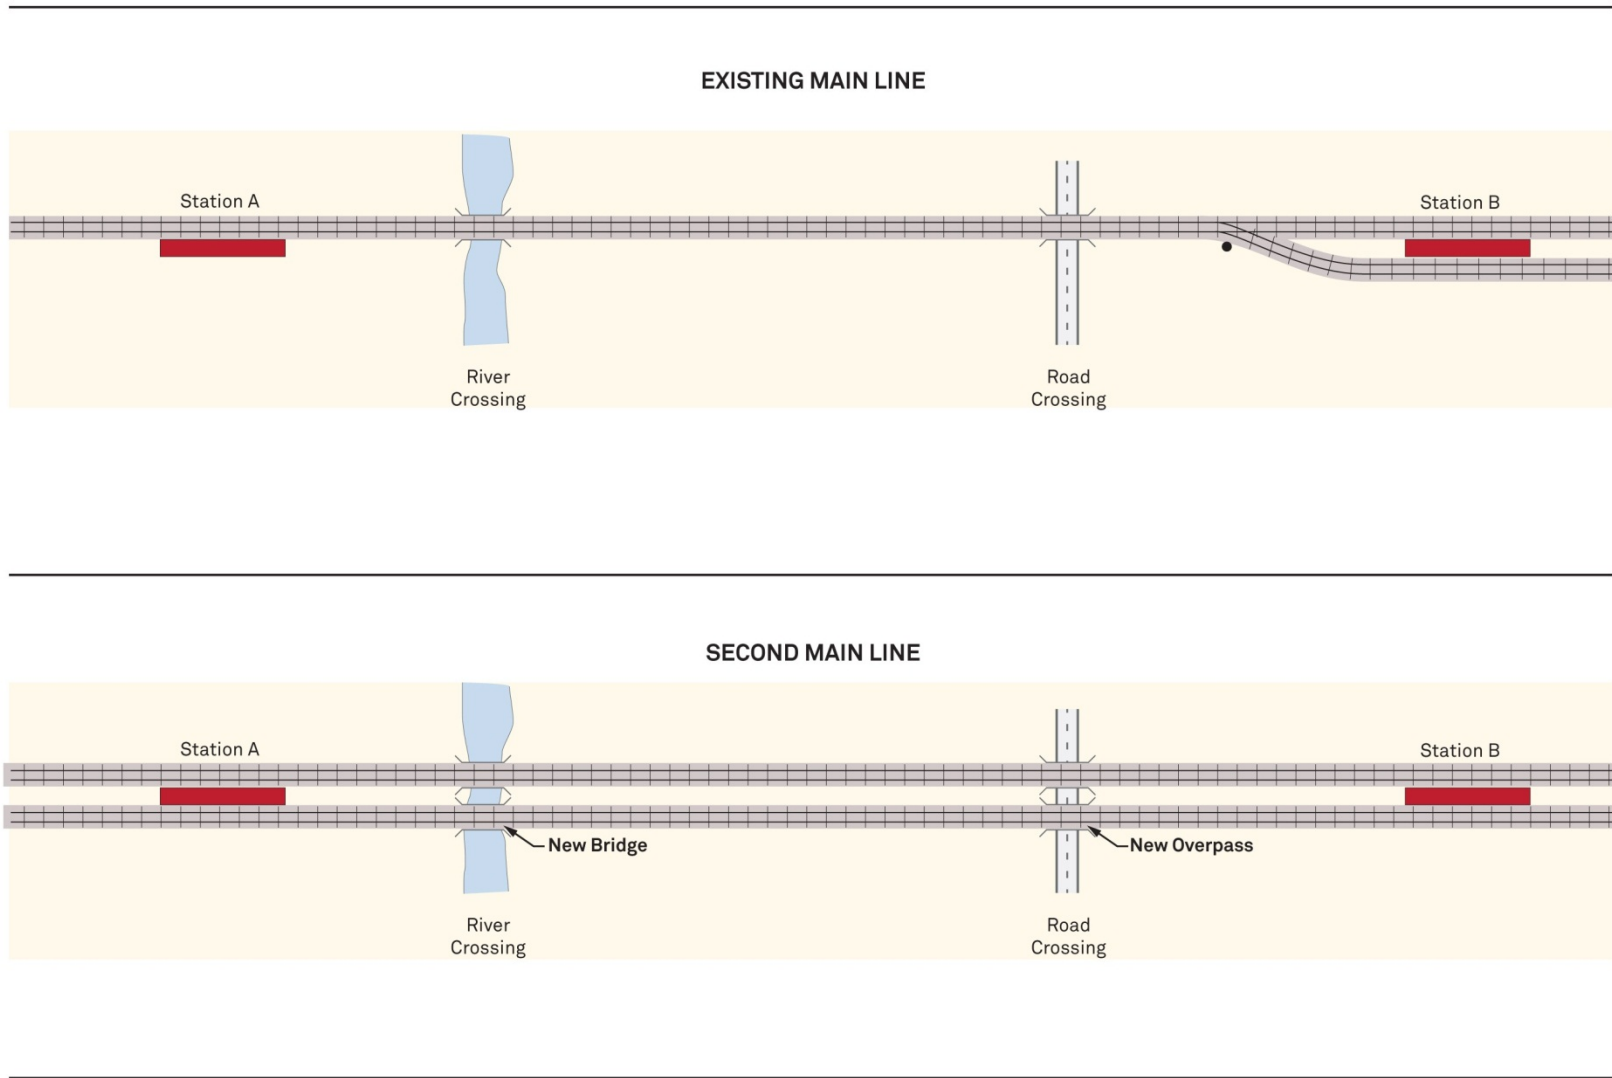 EXISTING MAIN LINE
Station A
Station B
River
Crossing
Road
Crossing
SECOND MAIN LINE
Station A
Station B
New Bridge
New Overpass
River
Crossing
Road
Crossing